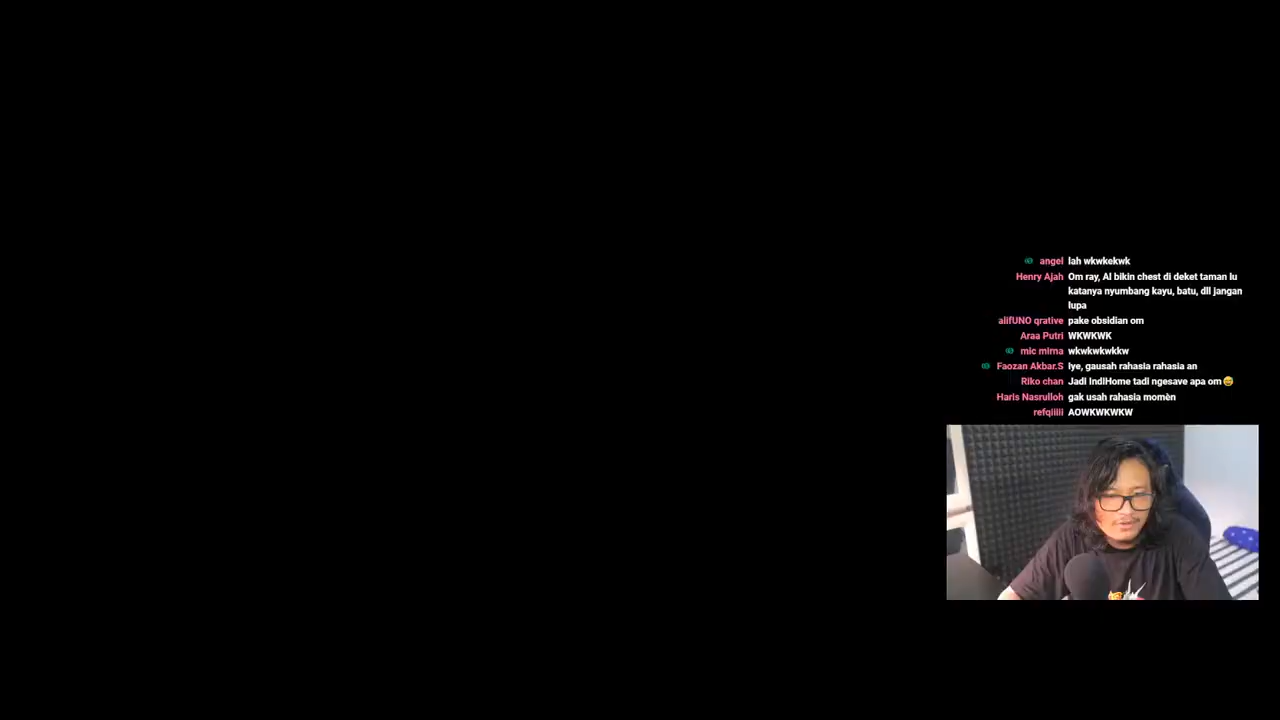 angel lah wkwkekwk
Henry Ajah Om ray, Al bikin chest di deket taman lu
katanya nyumbang kayu, batu, dll jangan
lupa
alifUNO qrative pake obsidian om
Araa Putri WKWKWK
mic mirna wkwkwkwkkw
Faozan Akbar.S Iye, gausah rahasia rahasia an
Riko chan Jadi IndiHome tadi ngesave apa om😅
Haris Nasrulloh gak usah rahasia momèn
refqiiiii AOWKWKWKW